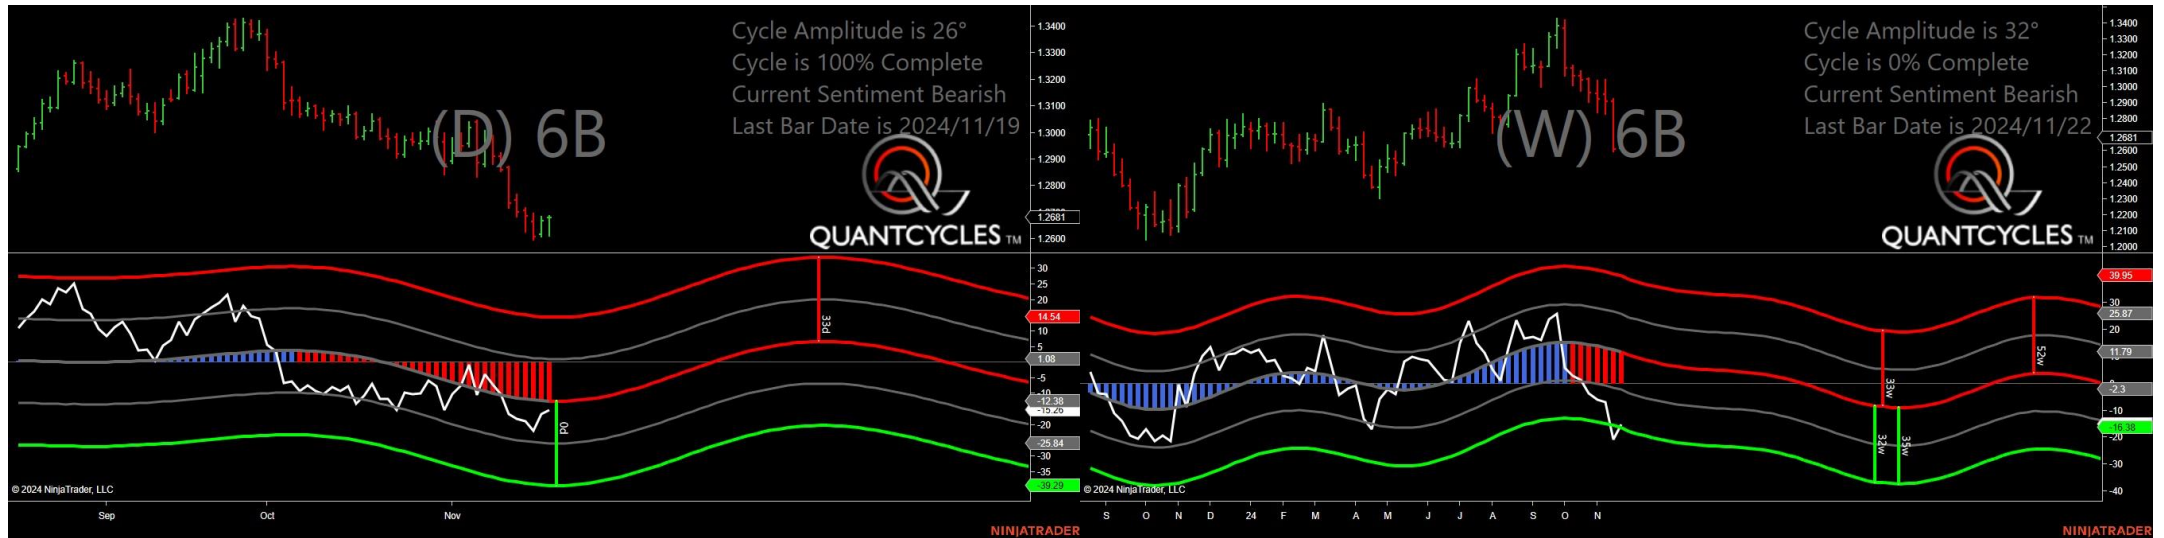 Cycle Amplitude is 26°
Cycle is 100% Complete
Current Sentiment Bearish
Last Bar Date is 2024/11/19
(D) 6B
QUANTCYCLES TM
1.3400
1.3300
1.3200
1.3100
1.3000
1.2900
1.2800
1.2681
1.2600
30
25
20
14.54
10
5
1.08
-5
-12.38
-15.26
-20
-25.84
-30
-35
-39.29
33d
0d
© 2024 NinjaTrader, LLC
Sep Oct Nov
NINJATRADER
Cycle Amplitude is 32°
Cycle is 0% Complete
Current Sentiment Bearish
Last Bar Date is 2024/11/22
(W) 6B
QUANTCYCLES TM
1.3400
1.3300
1.3200
1.3100
1.3000
1.2900
1.2800
1.2681
1.2600
1.2500
1.2400
1.2300
1.2200
1.2100
1.2000
39.95
30
25.87
20
11.79
-2.3
-10
-16.38
-20
-30
-40
33w
32w
35w
52w
© 2024 NinjaTrader, LLC
S O N D 24 F M A M J J A S O N
NINJATRADER